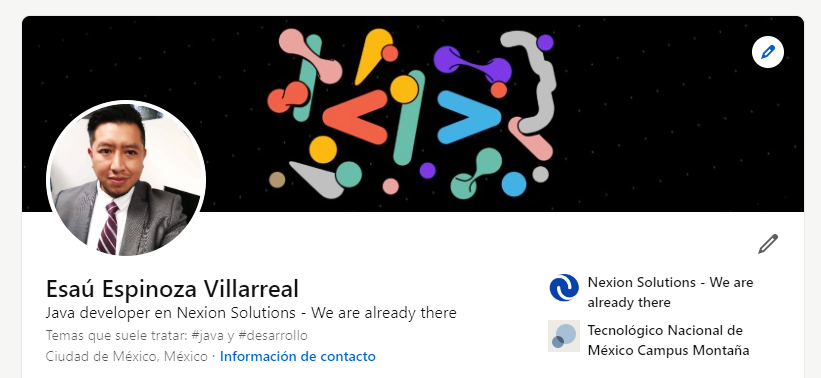 Esaú Espinoza Villarreal
Java developer en Nexion Solutions - We are already there
Temas que suele tratar: #java y #desarrollo
Ciudad de México, México · Información de contacto
Nexion Solutions - We are
already there
Tecnológico Nacional de
México Campus Montaña